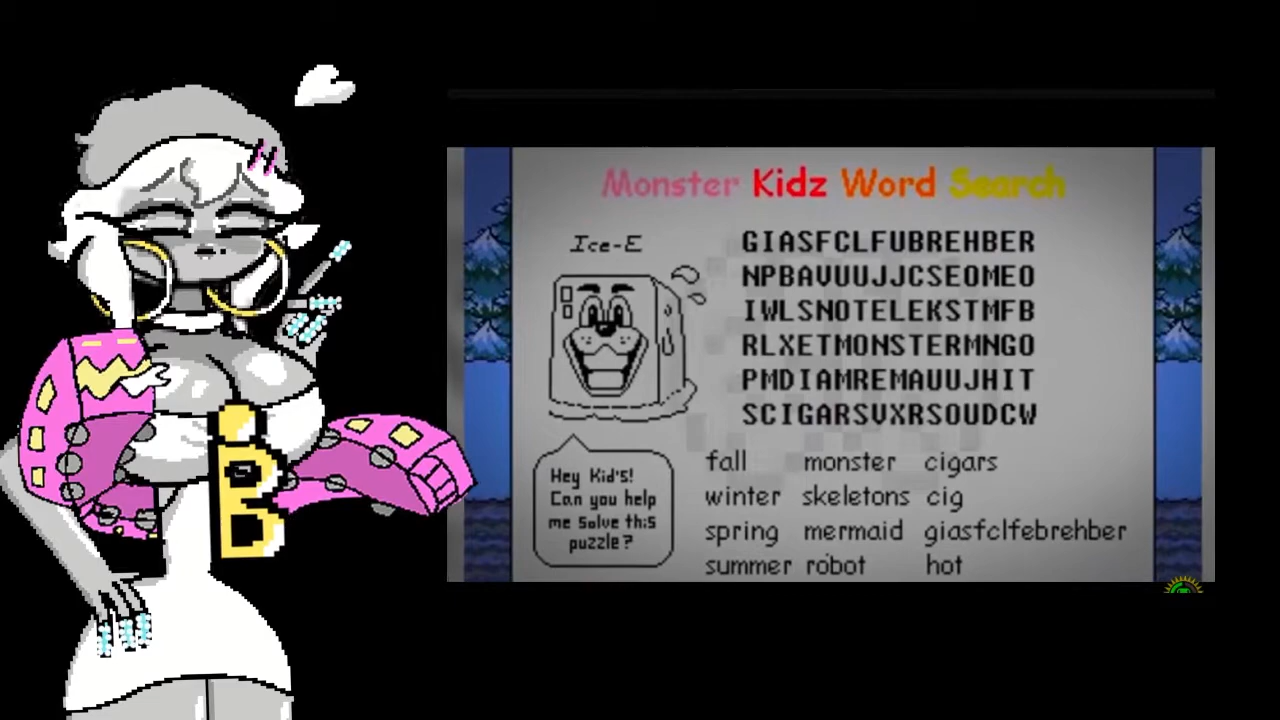 Monster Kidz Word Search
Ice-E
GIASFCLFUBREHBER
NPBAVUUJJCSEOMEO
IWLSNOTELEKSTMFB
RLXETMONSTERMNGO
PMDIAMREMAUUJHIT
SCIGARSVXRSOUDCW
Hey Kid's!
Can you help
me solve this
puzzle?
fall monster cigars
winter skeletons cig
spring mermaid giasfclfebrehber
summer robot hot
B